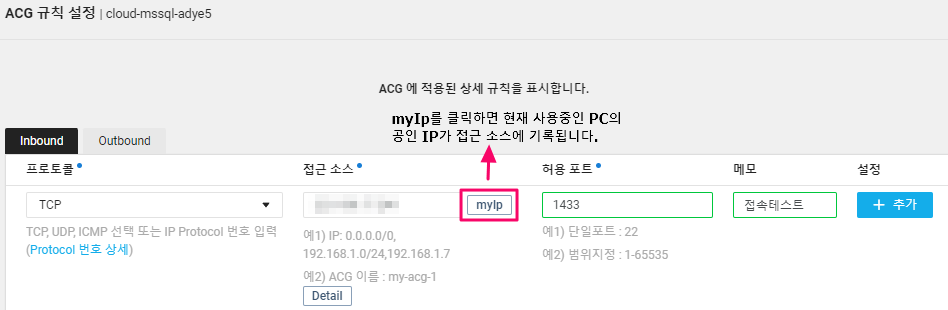 ACG 규칙 설정 | cloud-mssql-adye5
ACG 에 적용된 상세 규칙을 표시합니다.
myIp를 클릭하면 현재 사용중인 PC의
공인 IP가 접근 소스에 기록됩니다.
Inbound Outbound
프로토콜 접근 소스 허용 포트 메모 설정
TCP myIp 1433 접속테스트 + 추가
TCP, UDP, ICMP 선택 또는 IP Protocol 번호 입력 예1) IP: 0.0.0.0/0, 예1) 단일포트 : 22
(Protocol 번호 상세) 192.168.1.0/24,192.168.1.7 예2) 범위지정 : 1-65535
예2) ACG 이름 : my-acg-1
Detail